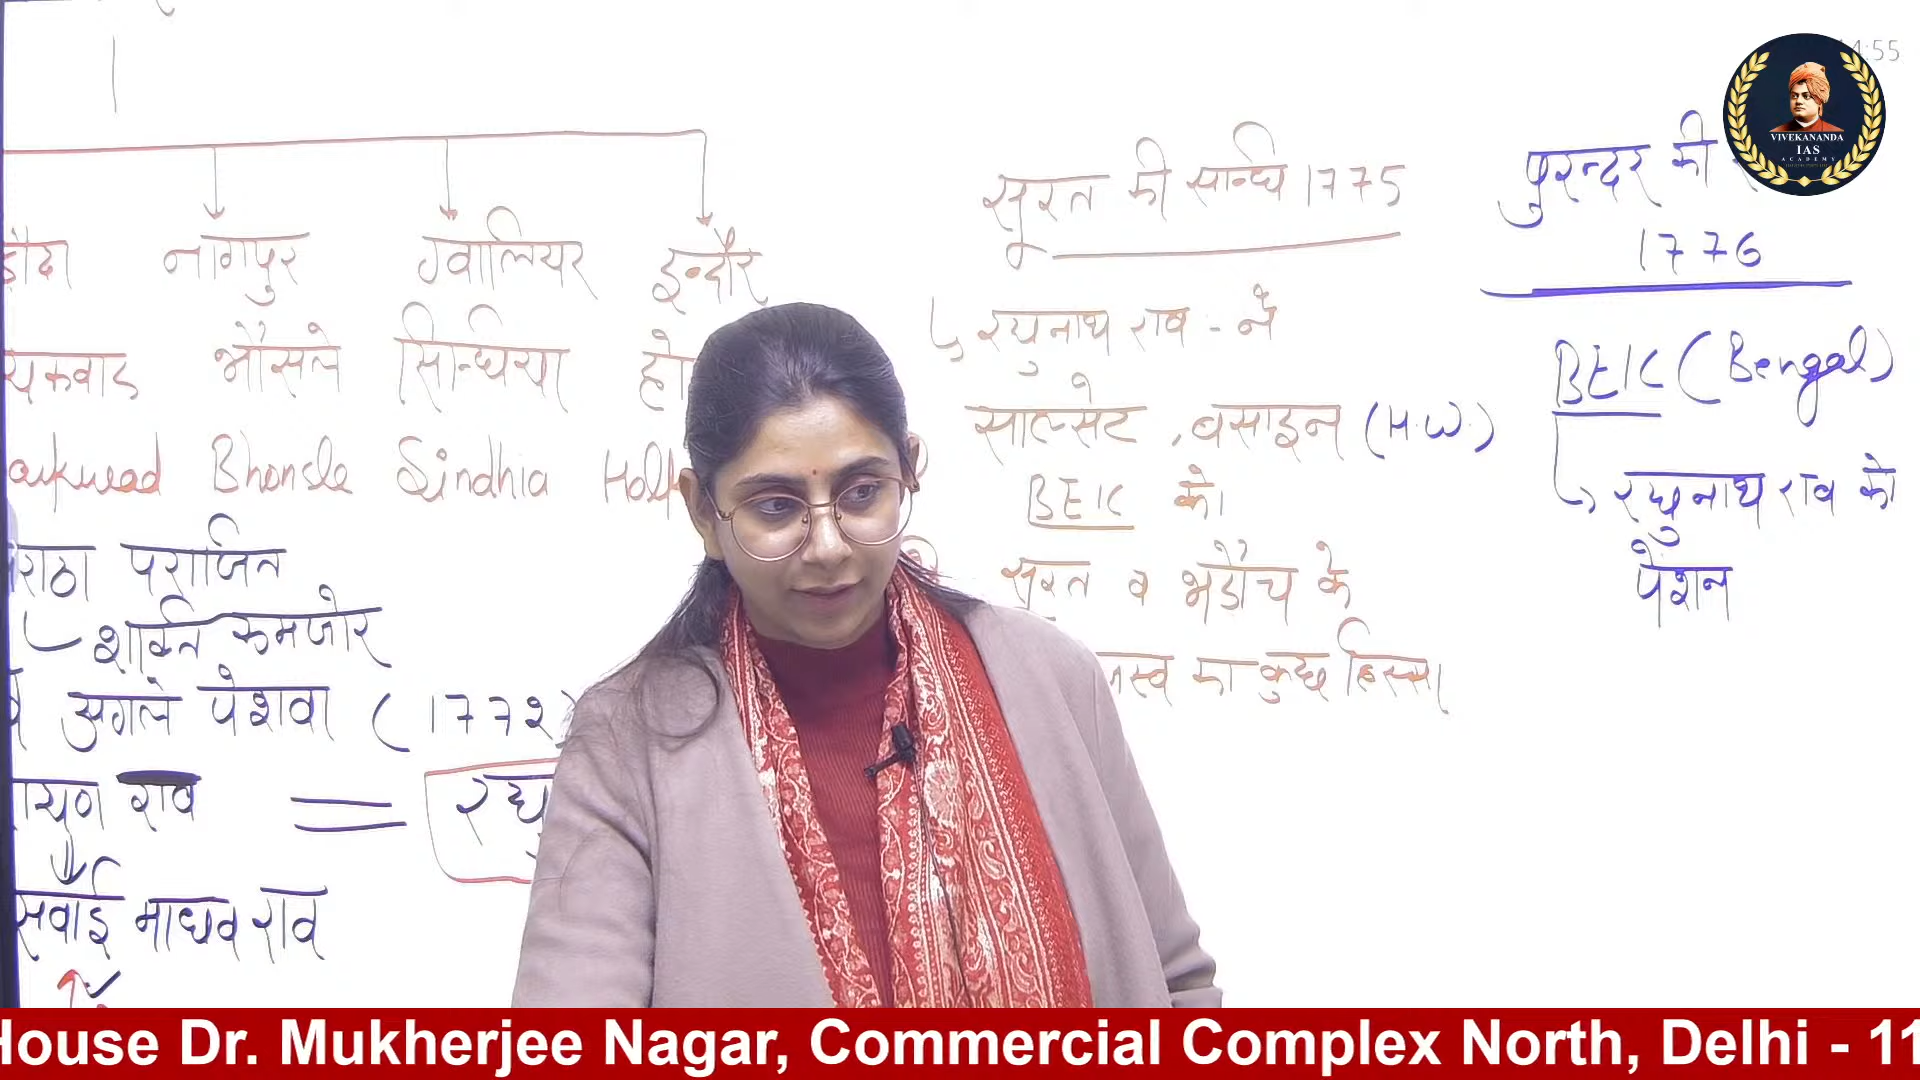 नागपुर ग्वालियर इन्दौर
भौसले सिन्धिया
Bhonsle Sindhia
पराजित
शक्ति कमजोर
अगले पेशवा (1772)
राव = रघु
सवाई माधव राव
सूरत की सन्धि 1775
रघुनाथ राव - ने
साल्सेट, बसाइन (H.W.)
BEIC को
सूरत व भड़ौच के
का कुछ हिस्सा
पुरन्दर की
1776
BEIC (Bengal)
रघुनाथ राव को
पेंशन
:55
VIVEKANANDA
IAS
ACADEMY
House Dr. Mukherjee Nagar, Commercial Complex North, Delhi - 11